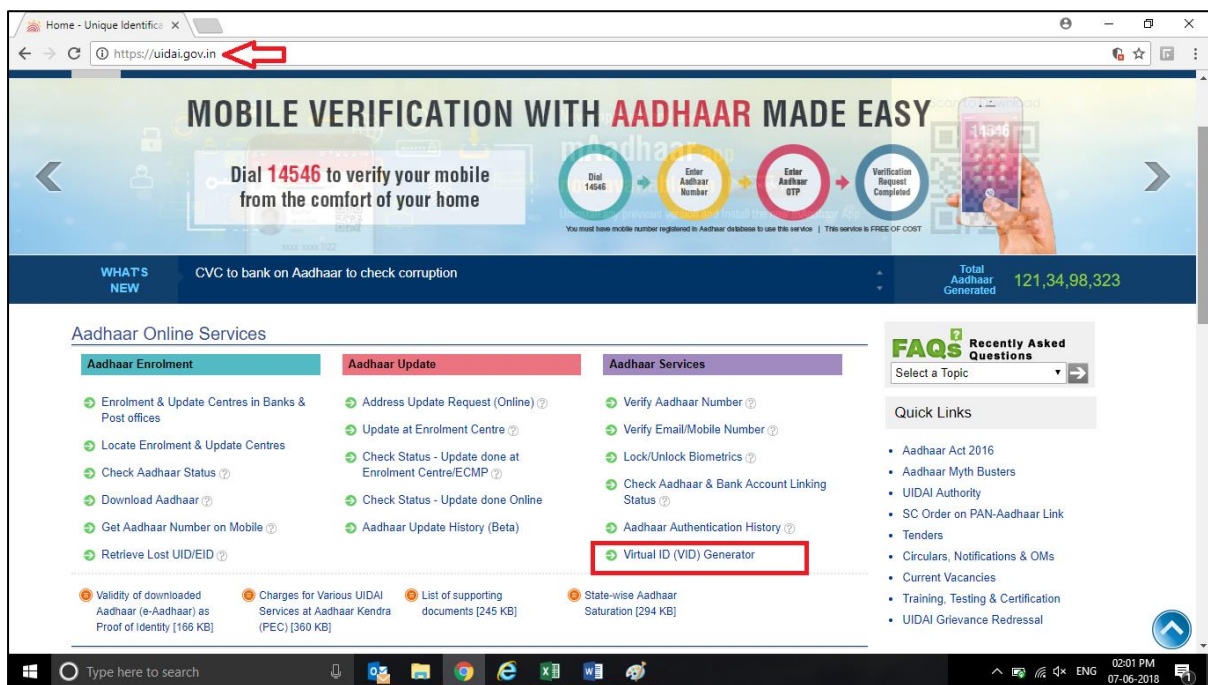 Home - Unique Identifica
https://uidai.gov.in
MOBILE VERIFICATION WITH AADHAAR MADE EASY
Dial 14546 to verify your mobile
from the comfort of your home
Dial
14546
Enter
Aadhaar
Number
Enter
Aadhaar
OTP
Verification
Request
Completed
You must have mobile number registered in Aadhaar database to use this service | This service is FREE OF COST
WHAT'S
NEW
CVC to bank on Aadhaar to check corruption
Total
Aadhaar
Generated
121,34,98,323
Aadhaar Online Services
Aadhaar Enrolment
Enrolment & Update Centres in Banks &
Post offices
Locate Enrolment & Update Centres
Check Aadhaar Status
Download Aadhaar
Get Aadhaar Number on Mobile
Retrieve Lost UID/EID
Aadhaar Update
Address Update Request (Online)
Update at Enrolment Centre
Check Status - Update done at
Enrolment Centre/ECMP
Check Status - Update done Online
Aadhaar Update History (Beta)
Aadhaar Services
Verify Aadhaar Number
Verify Email/Mobile Number
Lock/Unlock Biometrics
Check Aadhaar & Bank Account Linking
Status
Aadhaar Authentication History
Virtual ID (VID) Generator
Validity of downloaded
Aadhaar (e-Aadhaar) as
Proof of Identity [166 KB]
Charges for Various UIDAI
Services at Aadhaar Kendra
(PEC) [360 KB]
List of supporting
documents [245 KB]
State-wise Aadhaar
Saturation [294 KB]
FAQs Recently Asked
Questions
Select a Topic
Quick Links
Aadhaar Act 2016
Aadhaar Myth Busters
UIDAI Authority
SC Order on PAN-Aadhaar Link
Tenders
Circulars, Notifications & OMs
Current Vacancies
Training, Testing & Certification
UIDAI Grievance Redressal
Type here to search
ENG
02:01 PM
07-06-2018